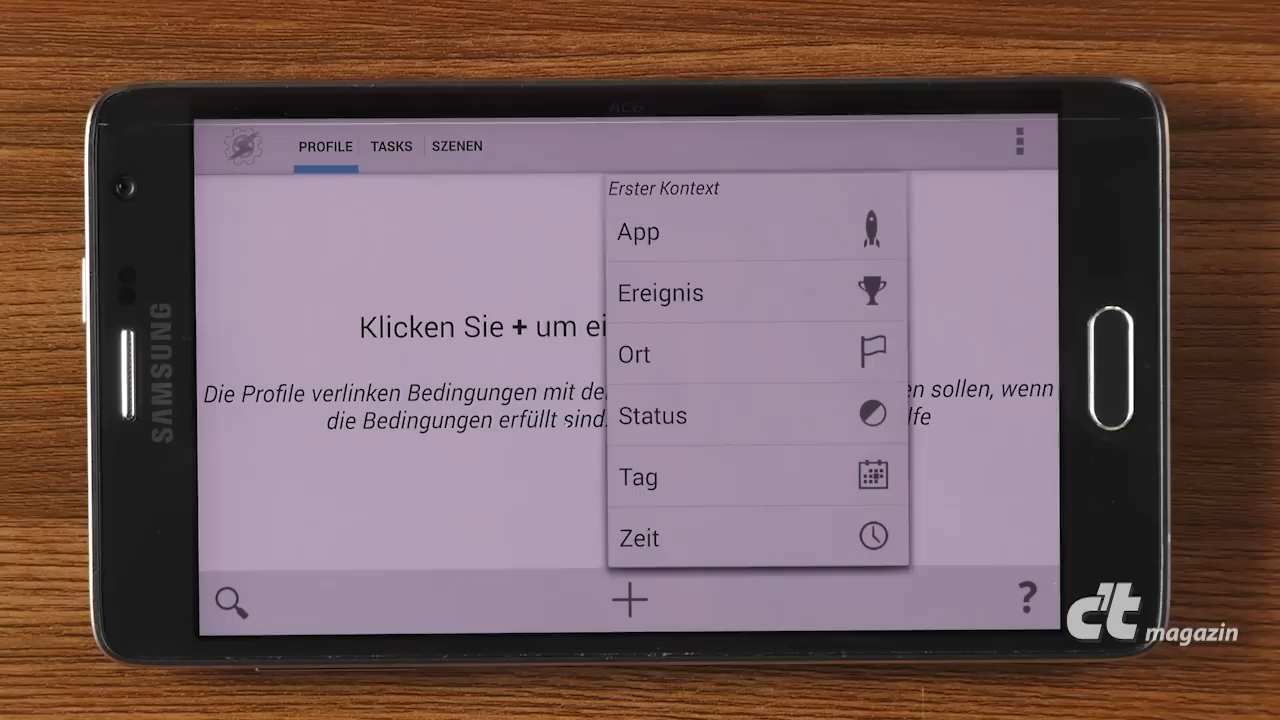 PROFILE TASKS SZENEN
Erster Kontext
App
Ereignis
Ort
Status
Tag
Zeit
Klicken Sie + um ei
Die Profile verlinken Bedingungen mit de en sollen, wenn
die Bedingungen erfüllt sind. lfe
?
SAMSUNG
c't magazin